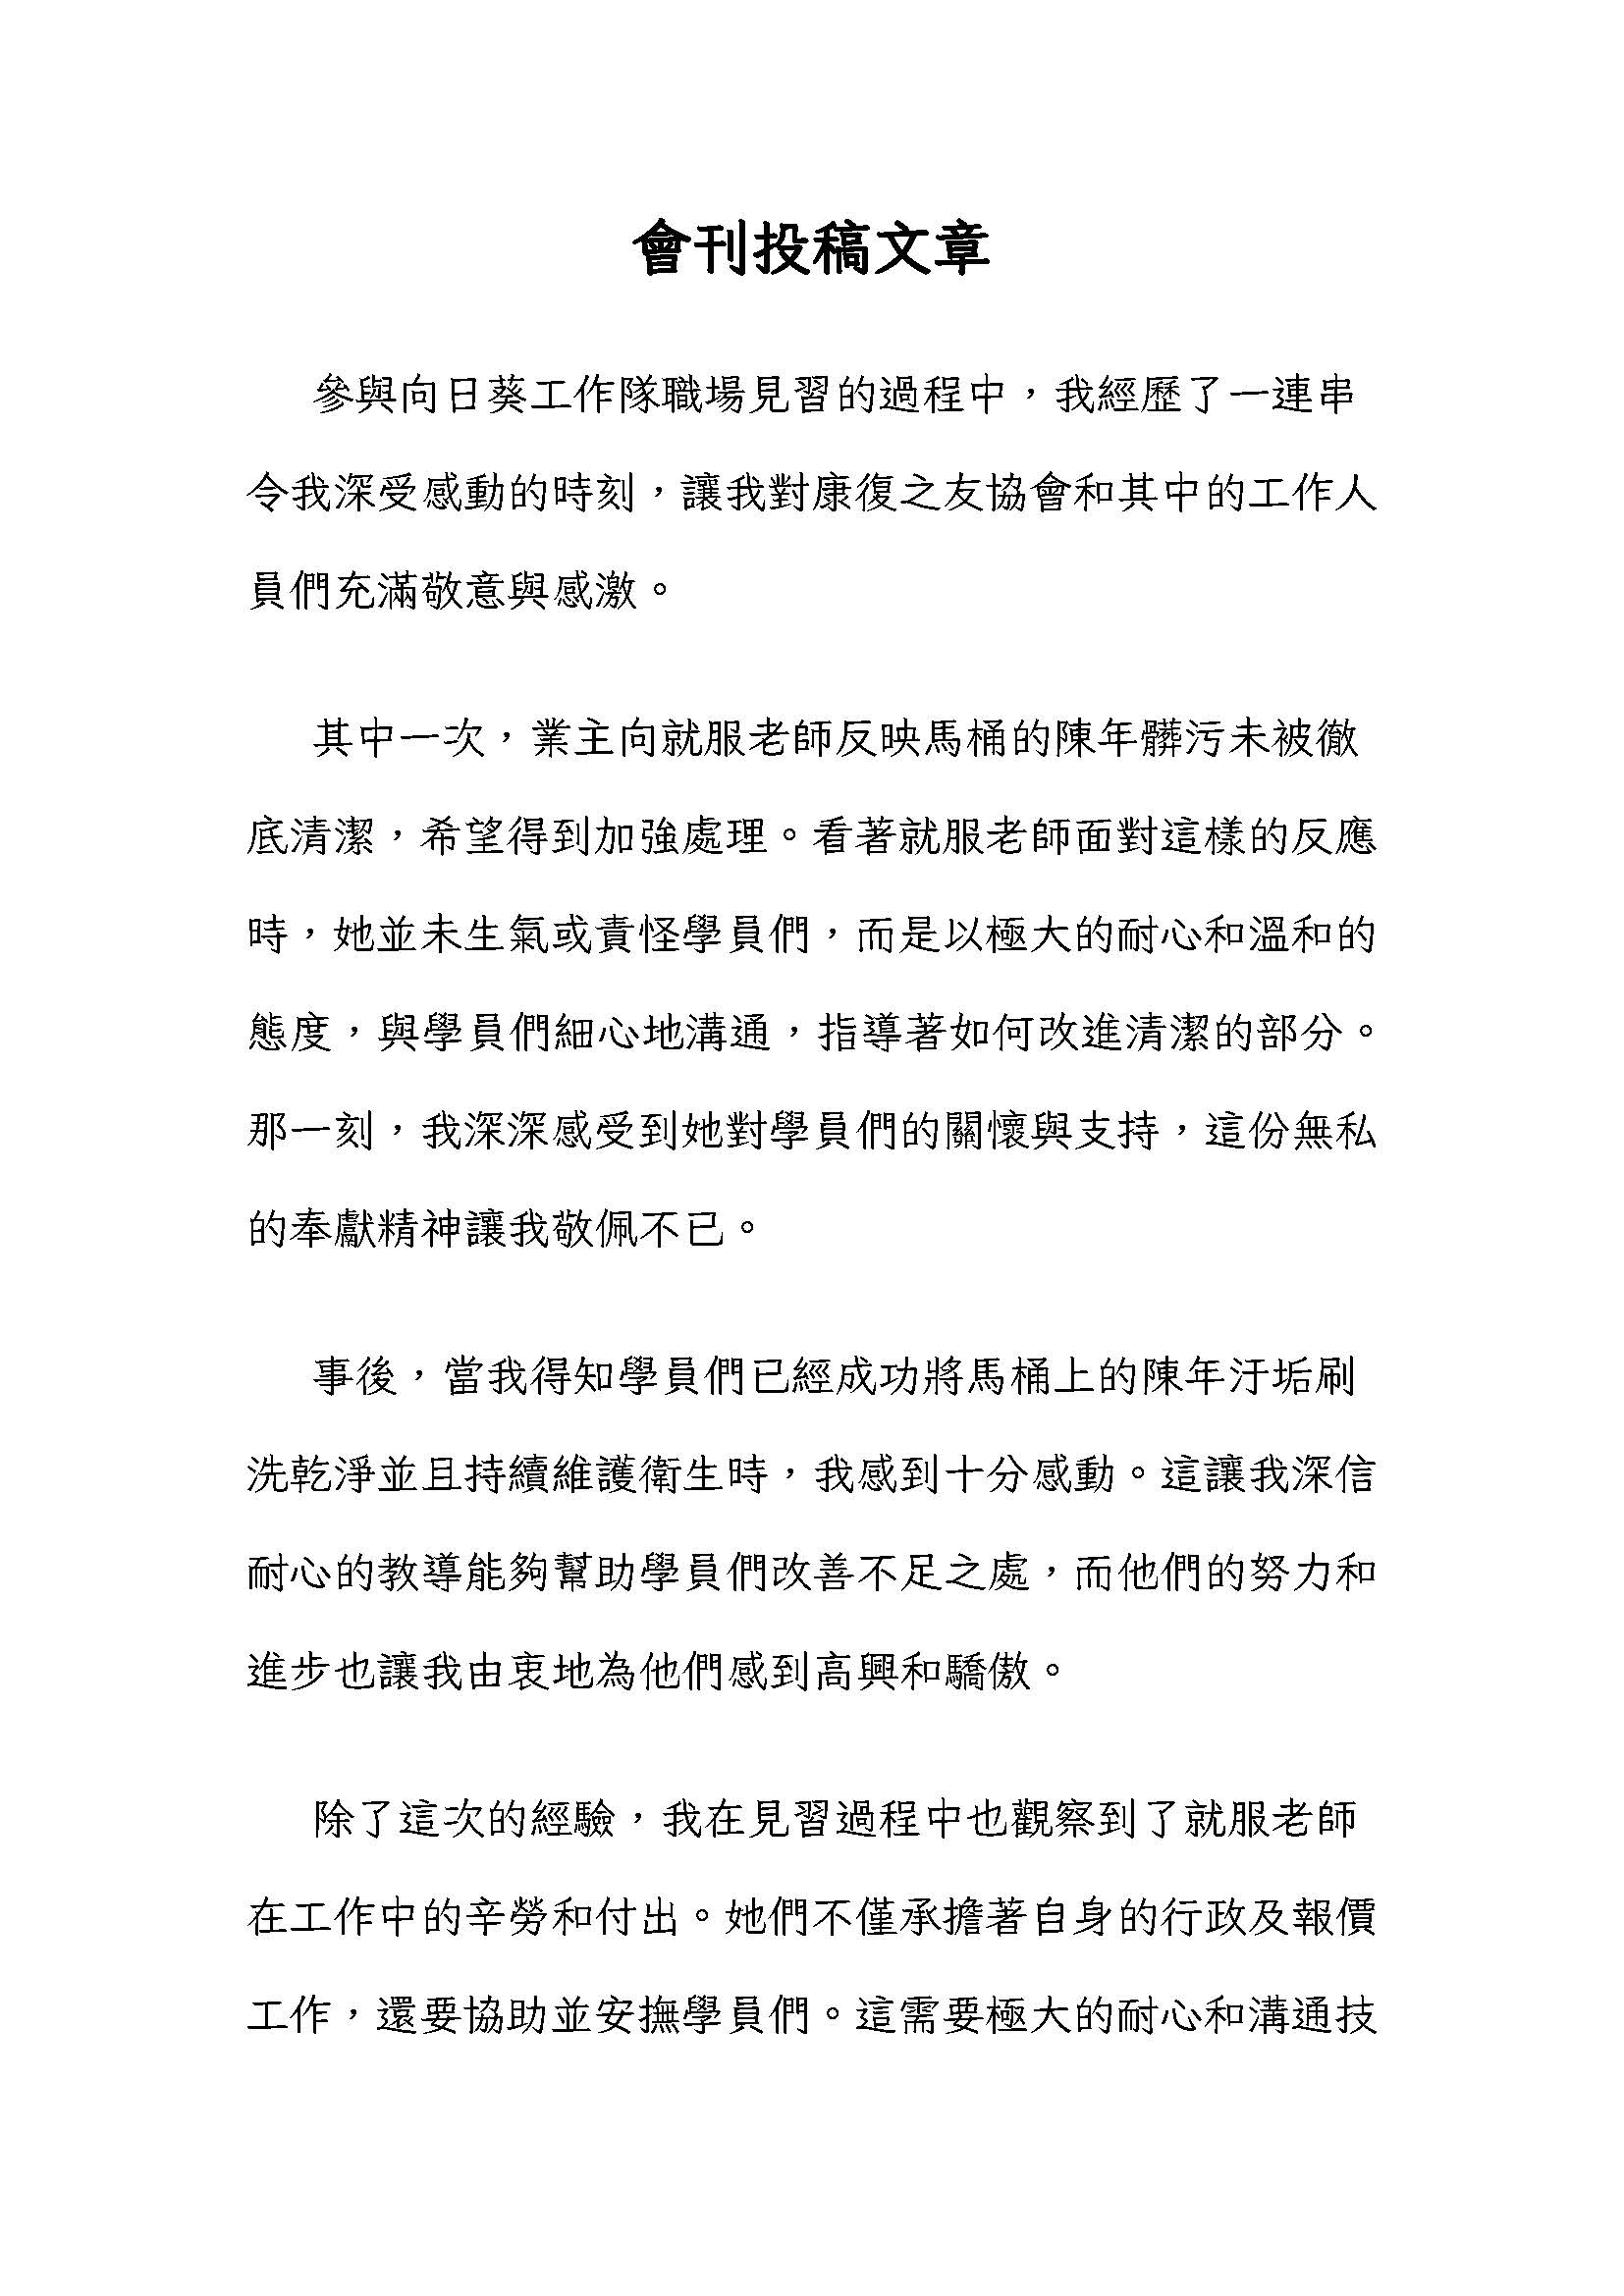 會刊投稿文章
參與向日葵工作隊職場見習的過程中，我經歷了一連串
令我深受感動的時刻，讓我對康復之友協會和其中的工作人
員們充滿敬意與感激。
其中一次，業主向就服老師反映馬桶的陳年髒污未被徹
底清潔，希望得到加強處理。看著就服老師面對這樣的反應
時，她並未生氣或責怪學員們，而是以極大的耐心和溫和的
態度，與學員們細心地溝通，指導著如何改進清潔的部分。
那一刻，我深深感受到她對學員們的關懷與支持，這份無私
的奉獻精神讓我敬佩不已。
事後，當我得知學員們已經成功將馬桶上的陳年汙垢刷
洗乾淨並且持續維護衛生時，我感到十分感動。這讓我深信
耐心的教導能夠幫助學員們改善不足之處，而他們的努力和
進步也讓我由衷地為他們感到高興和驕傲。
除了這次的經驗，我在見習過程中也觀察到了就服老師
在工作中的辛勞和付出。她們不僅承擔著自身的行政及報價
工作，還要協助並安撫學員們。這需要極大的耐心和溝通技